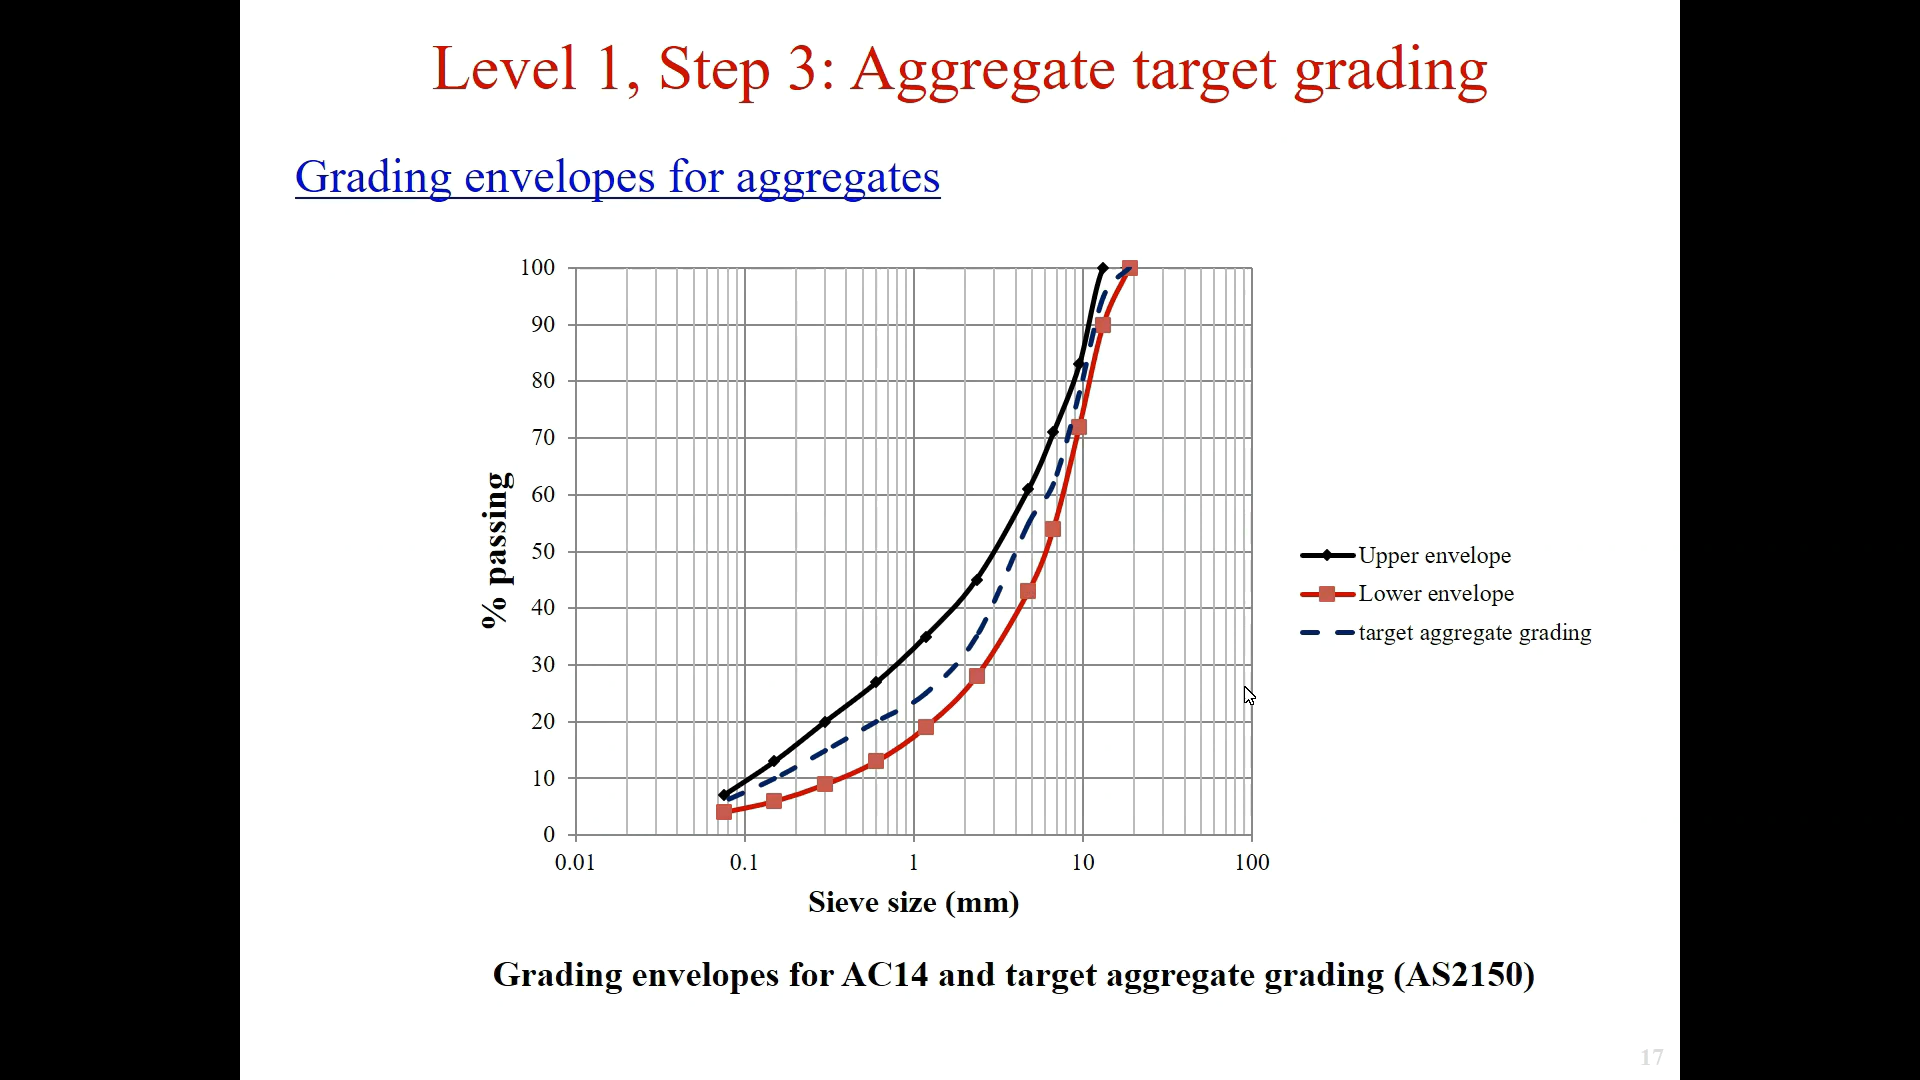 Level 1, Step 3: Aggregate target grading
Grading envelopes for aggregates
100
90
80
70
60
50
40
30
20
10
0
% passing
0.01 0.1 1 10 100
Sieve size (mm)
Upper envelope
Lower envelope
target aggregate grading
Grading envelopes for AC14 and target aggregate grading (AS2150)
17